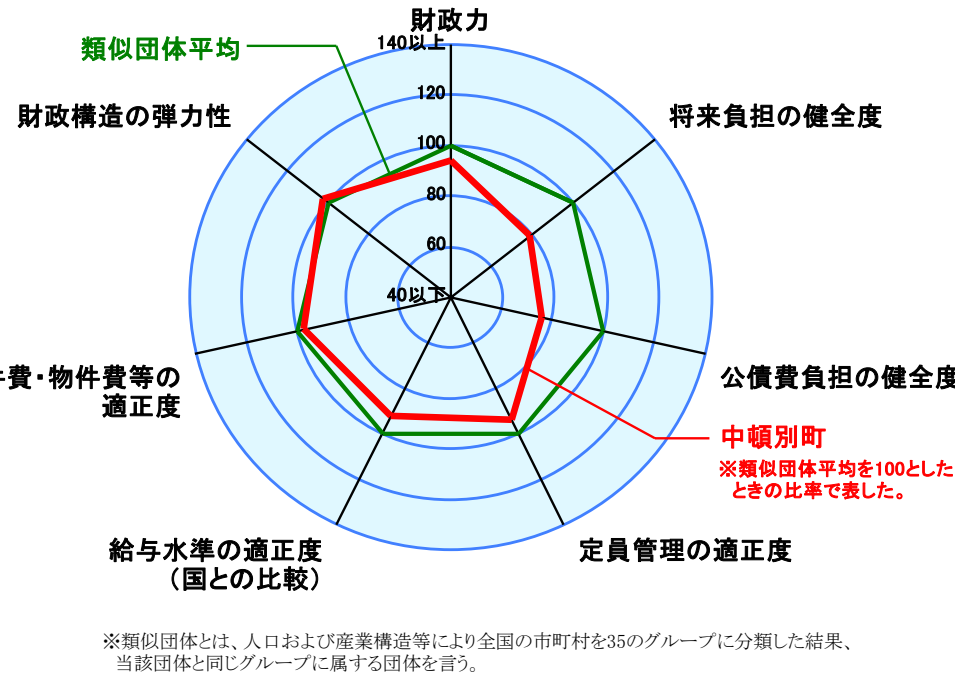 財政力
140以上
類似団体平均
120
財政構造の弾力性
将来負担の健全度
100
80
60
40以下
件費・物件費等の
適正度
公債費負担の健全度
中頓別町
※類似団体平均を100とした
ときの比率で表した。
給与水準の適正度
（国との比較）
定員管理の適正度
※類似団体とは、人口および産業構造等により全国の市町村を35のグループに分類した結果、
当該団体と同じグループに属する団体を言う。